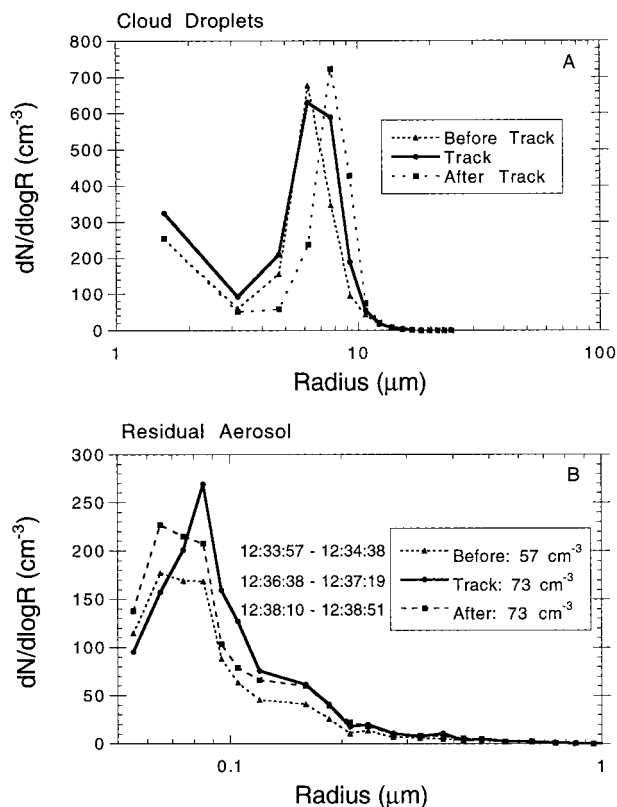 Cloud Droplets
A
800
700
600
500
400
300
200
100
0
dN/dlogR (cm-3)
Before Track
Track
After Track
1
10
100
Radius (μm)
Residual Aerosol
B
300
250
200
150
100
50
0
dN/dlogR (cm-3)
12:33:57 - 12:34:38
12:36:38 - 12:37:19
12:38:10 - 12:38:51
Before: 57 cm-3
Track: 73 cm-3
After: 73 cm-3
0.1
1
Radius (μm)